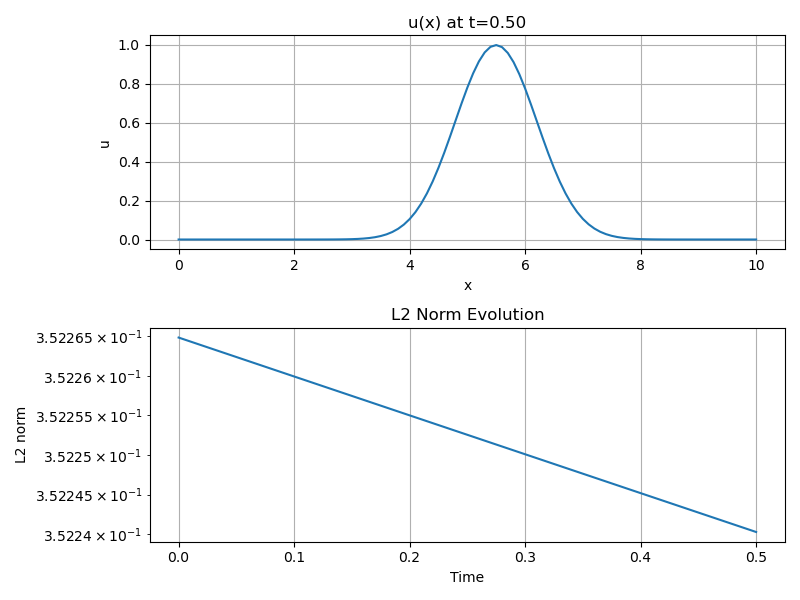 u(x) at t=0.50
1.0
0.8
0.6
0.4
0.2
0.0
u
0 2 4 6 8 10
x
L2 Norm Evolution
3.52265 × 10⁻¹
3.5226 × 10⁻¹
3.52255 × 10⁻¹
3.5225 × 10⁻¹
3.52245 × 10⁻¹
3.5224 × 10⁻¹
L2 norm
0.0 0.1 0.2 0.3 0.4 0.5
Time